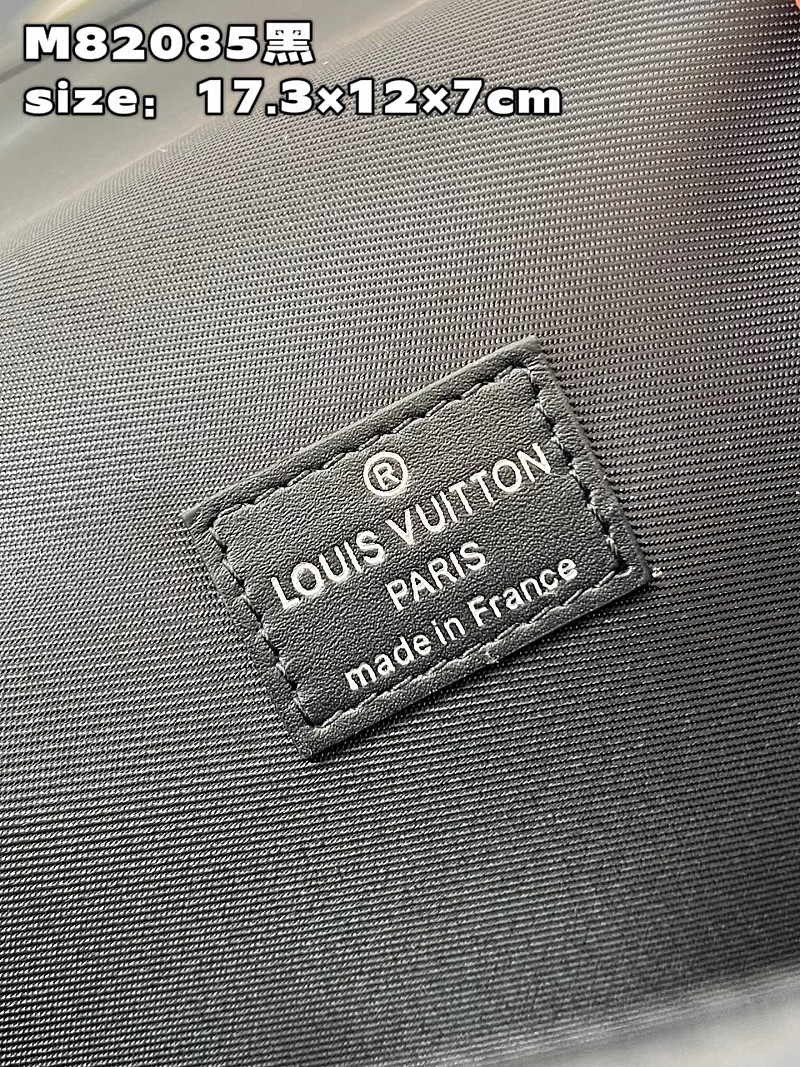 M82085黑
size：17.3×12×7cm
®
LOUIS VUITTON
PARIS
made in France